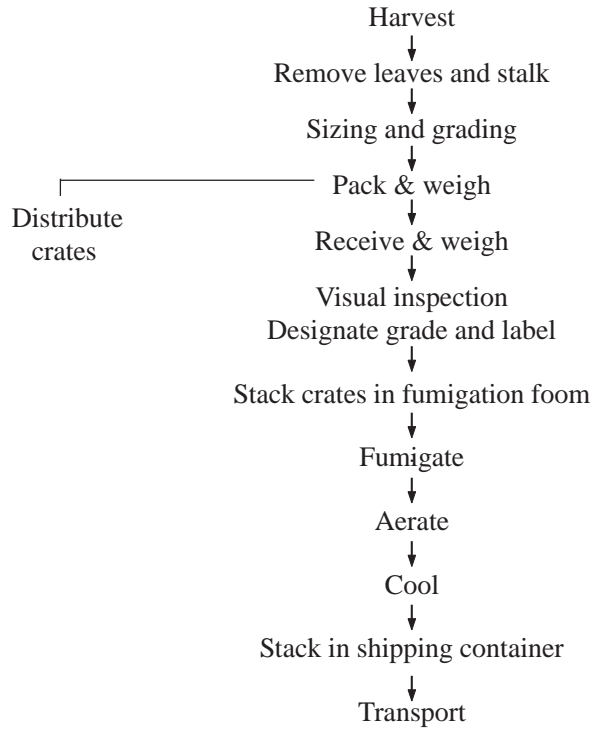 Harvest
Remove leaves and stalk
Sizing and grading
Pack & weigh
Distribute
crates
Receive & weigh
Visual inspection
Designate grade and label
Stack crates in fumigation foom
Fumigate
Aerate
Cool
Stack in shipping container
Transport